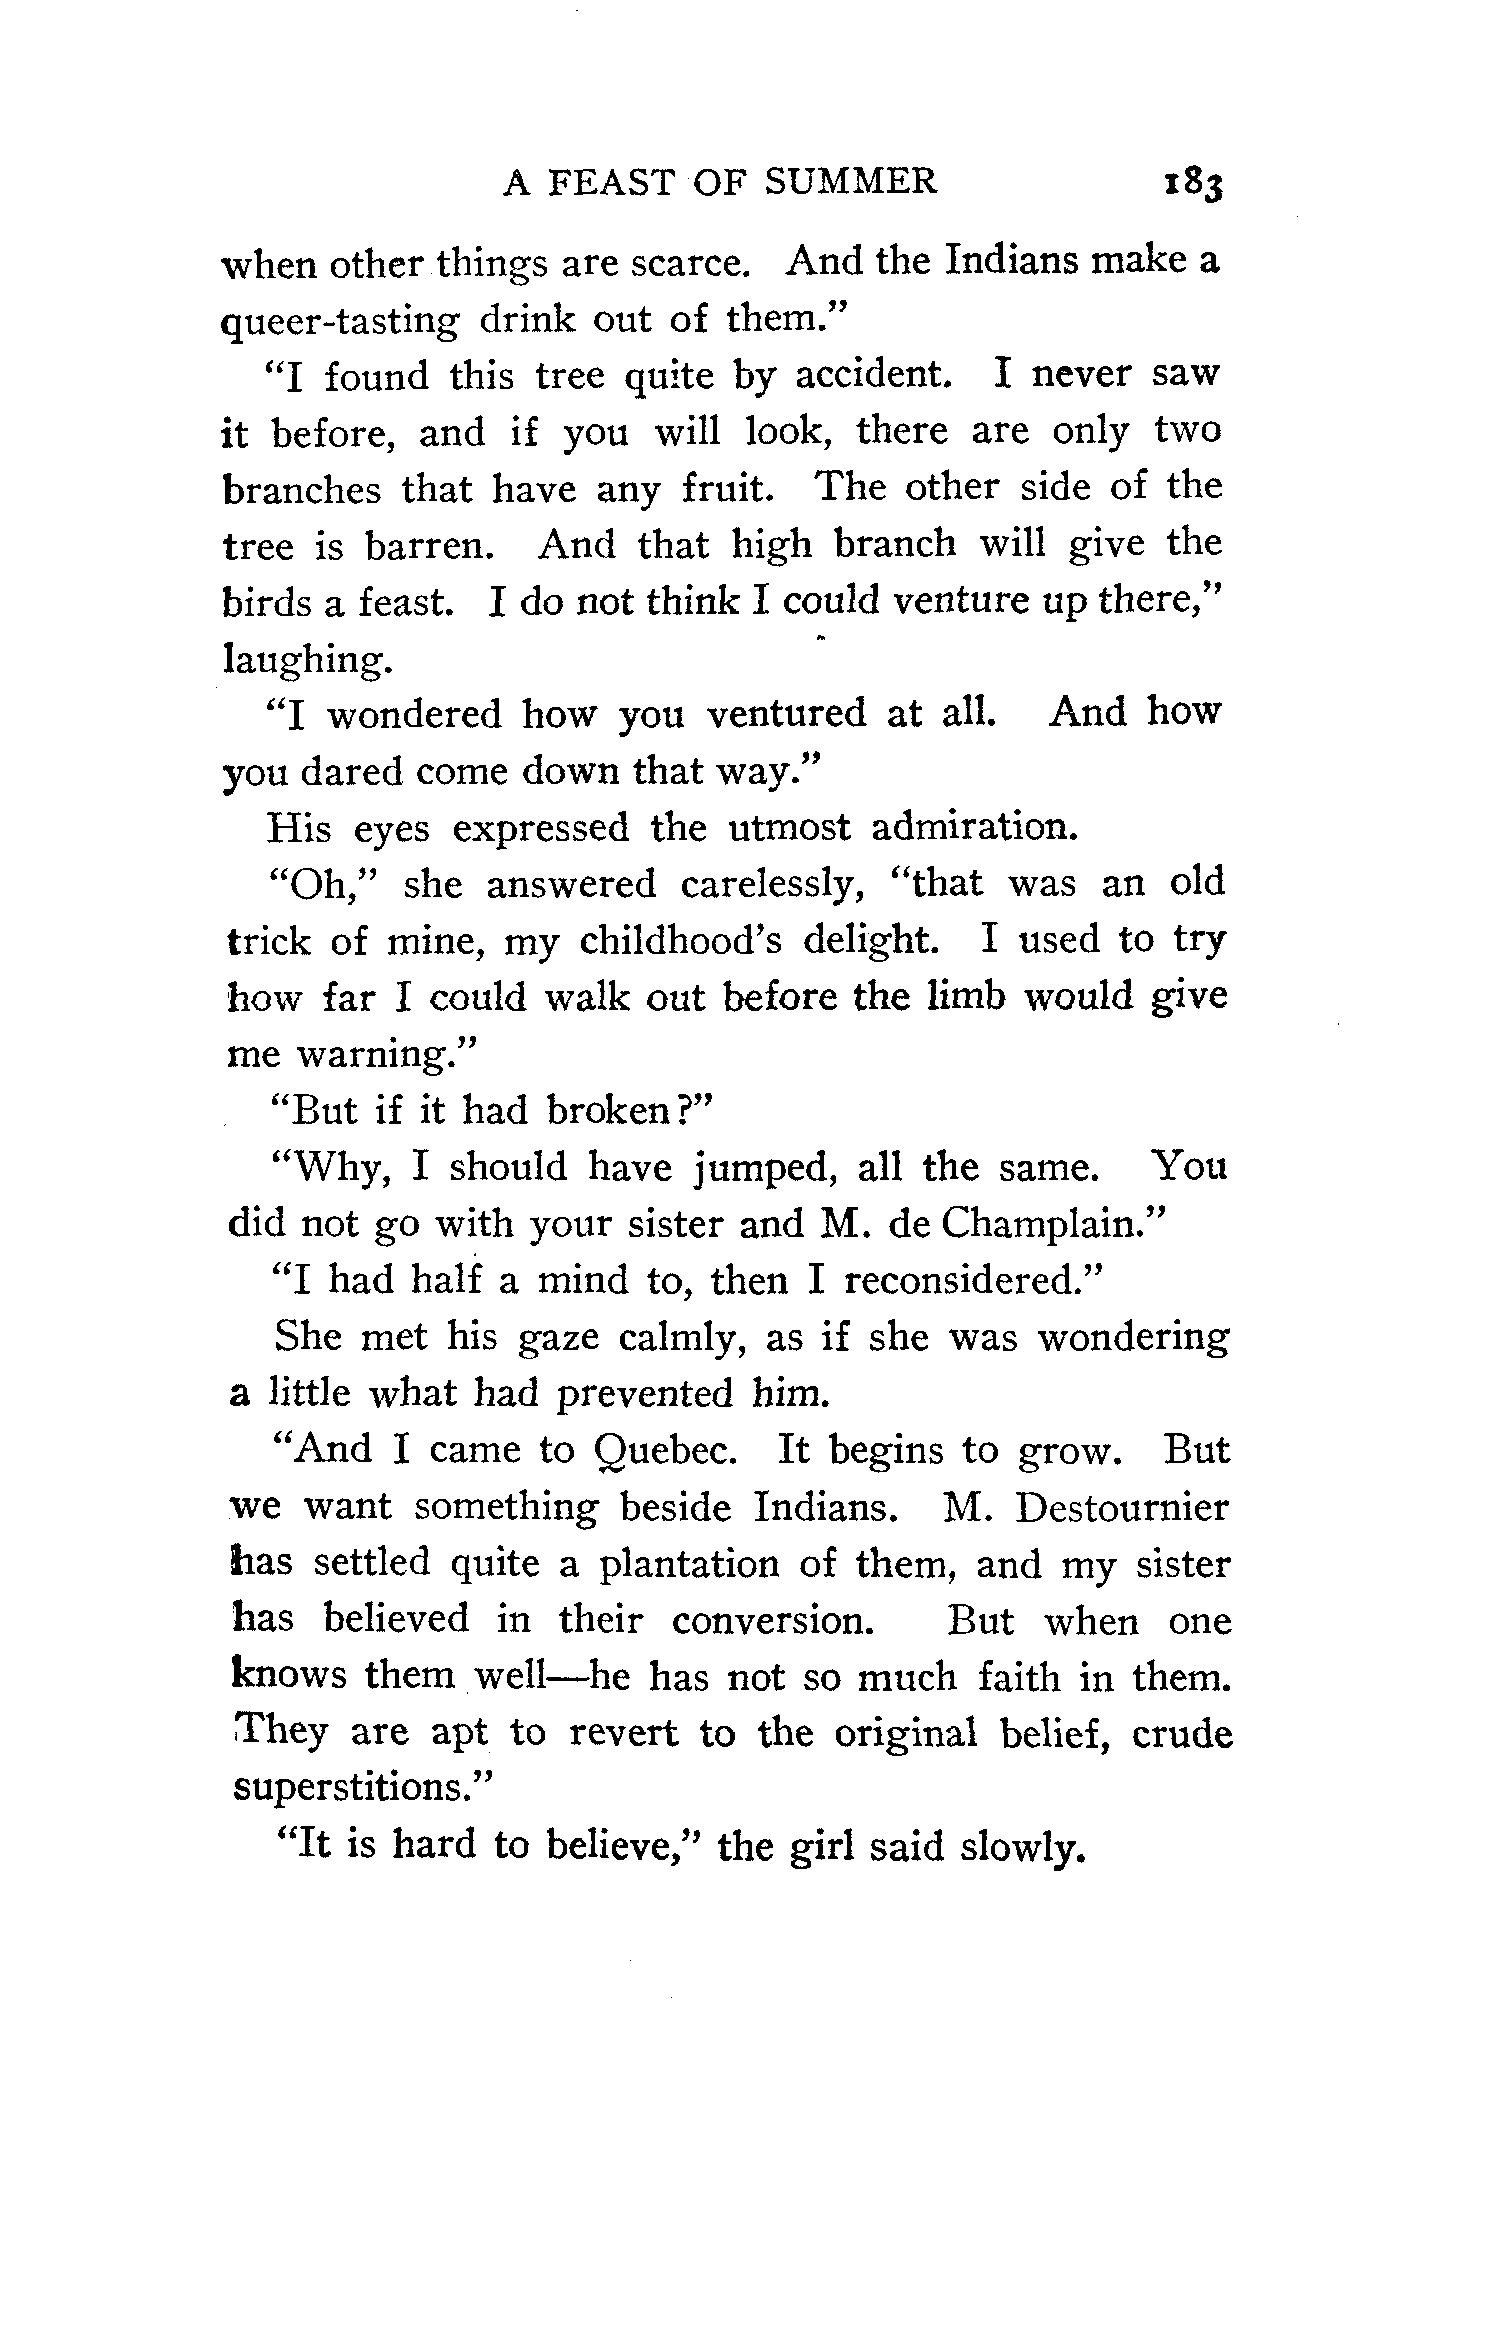 A FEAST OF SUMMER 183
when other things are scarce. And the Indians make a
queer-tasting drink out of them."
"I found this tree quite by accident. I never saw
it before, and if you will look, there are only two
branches that have any fruit. The other side of the
tree is barren. And that high branch will give the
birds a feast. I do not think I could venture up there,"
laughing.
"I wondered how you ventured at all. And how
you dared come down that way."
His eyes expressed the utmost admiration.
"Oh," she answered carelessly, "that was an old
trick of mine, my childhood's delight. I used to try
how far I could walk out before the limb would give
me warning."
"But if it had broken?"
"Why, I should have jumped, all the same. You
did not go with your sister and M. de Champlain."
"I had half a mind to, then I reconsidered."
She met his gaze calmly, as if she was wondering
a little what had prevented him.
"And I came to Quebec. It begins to grow. But
we want something beside Indians. M. Destournier
has settled quite a plantation of them, and my sister
has believed in their conversion. But when one
knows them well—he has not so much faith in them.
They are apt to revert to the original belief, crude
superstitions."
"It is hard to believe," the girl said slowly.